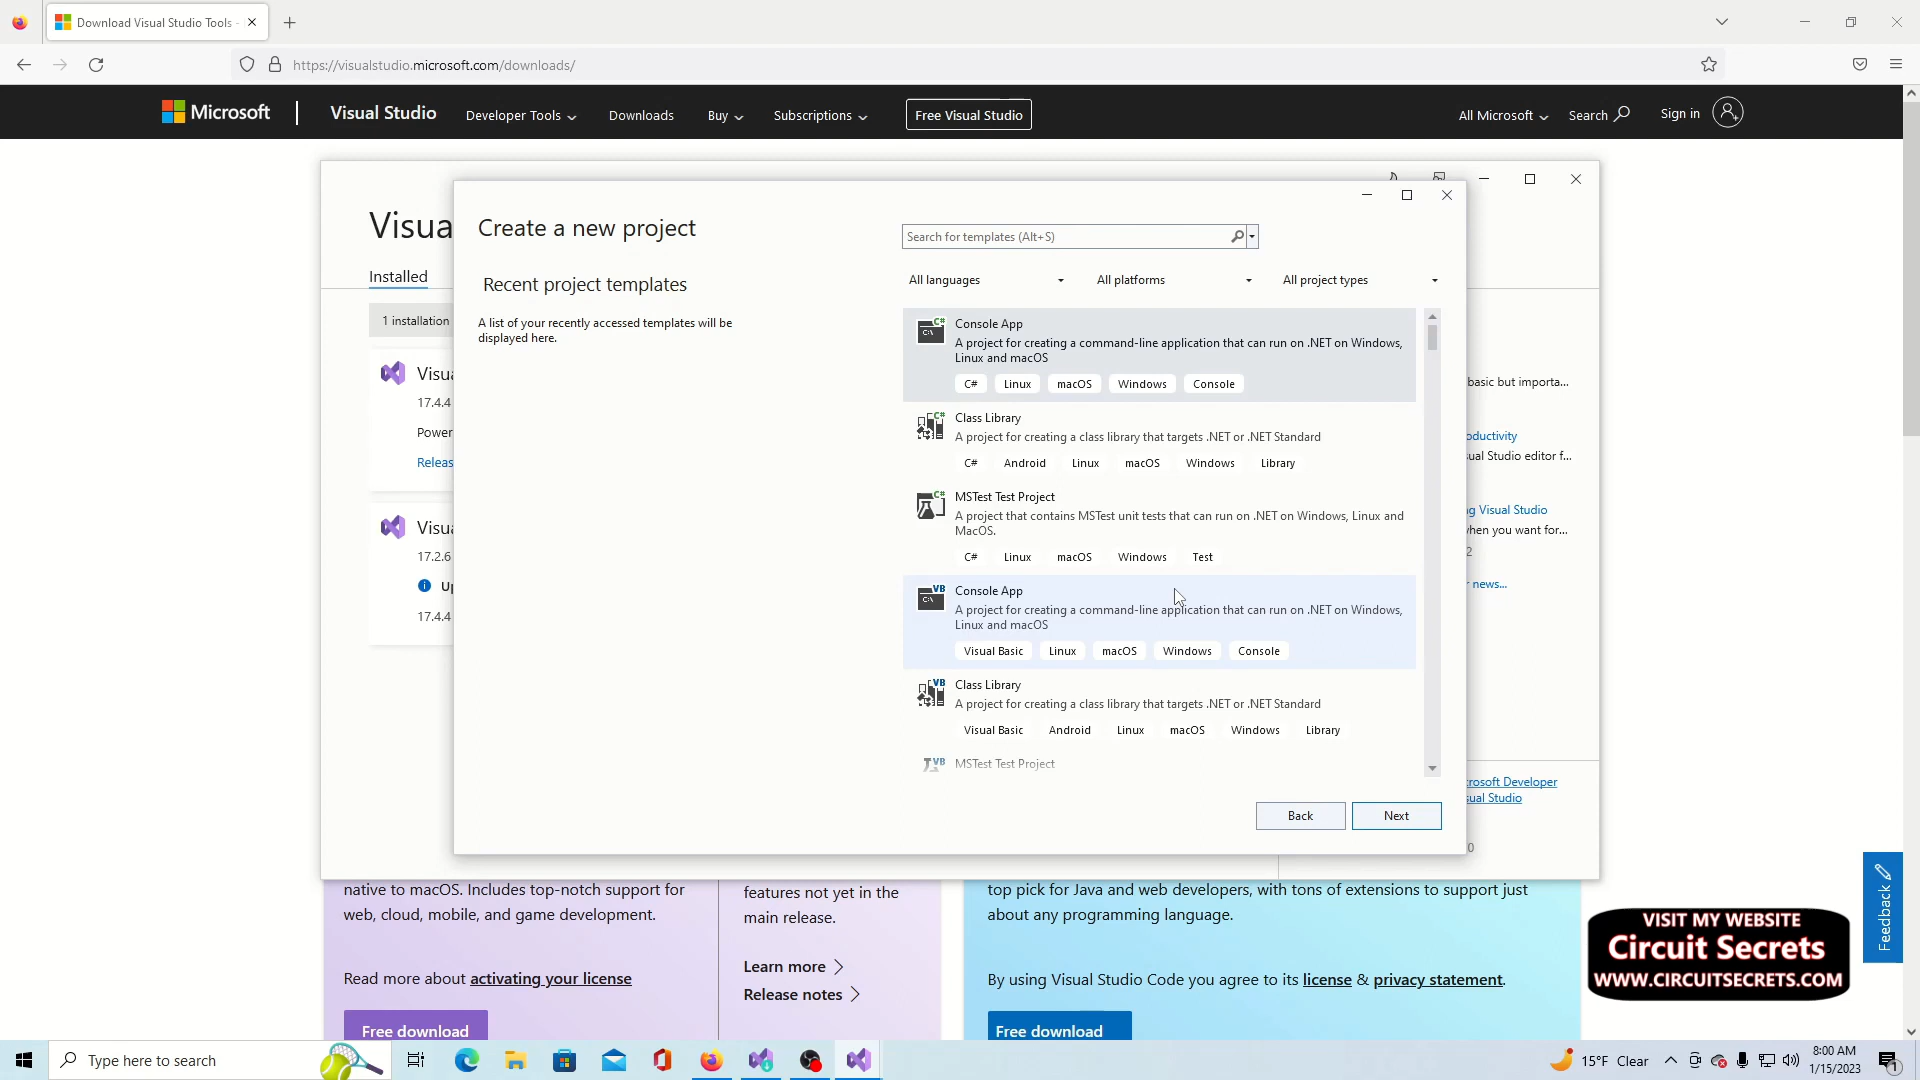 Download Visual Studio Tools -
https://visualstudio.microsoft.com/downloads/
Microsoft
Visual Studio
Developer Tools
Downloads
Buy
Subscriptions
Free Visual Studio
All Microsoft
Search
Sign in
Visua
Installed
1 installation
Visu
17.4.4
Power
Releas
Visu
17.2.6
Up
17.4.4
Create a new project
Recent project templates
A list of your recently accessed templates will be
displayed here.
Search for templates (Alt+S)
All languages
All platforms
All project types
C#
Console App
A project for creating a command-line application that can run on .NET on Windows,
Linux and macOS
C# Linux macOS Windows Console
C#
Class Library
A project for creating a class library that targets .NET or .NET Standard
C# Android Linux macOS Windows Library
C#
MSTest Test Project
A project that contains MSTest unit tests that can run on .NET on Windows, Linux and
MacOS.
C# Linux macOS Windows Test
VB
Console App
A project for creating a command-line application that can run on .NET on Windows,
Linux and macOS
Visual Basic Linux macOS Windows Console
VB
Class Library
A project for creating a class library that targets .NET or .NET Standard
Visual Basic Android Linux macOS Windows Library
VB
MSTest Test Project
Back
Next
basic but importa...
oductivity
sual Studio editor f...
ng Visual Studio
when you want for...
2
r news...
crosoft Developer
sual Studio
0
native to macOS. Includes top-notch support for
web, cloud, mobile, and game development.
Read more about activating your license
Free download
features not yet in the
main release.
Learn more
Release notes
top pick for Java and web developers, with tons of extensions to support just
about any programming language.
By using Visual Studio Code you agree to its license & privacy statement.
Free download
Feedback
VISIT MY WEBSITE
Circuit Secrets
WWW.CIRCUITSECRETS.COM
Type here to search
15°F Clear
8:00 AM
1/15/2023
1